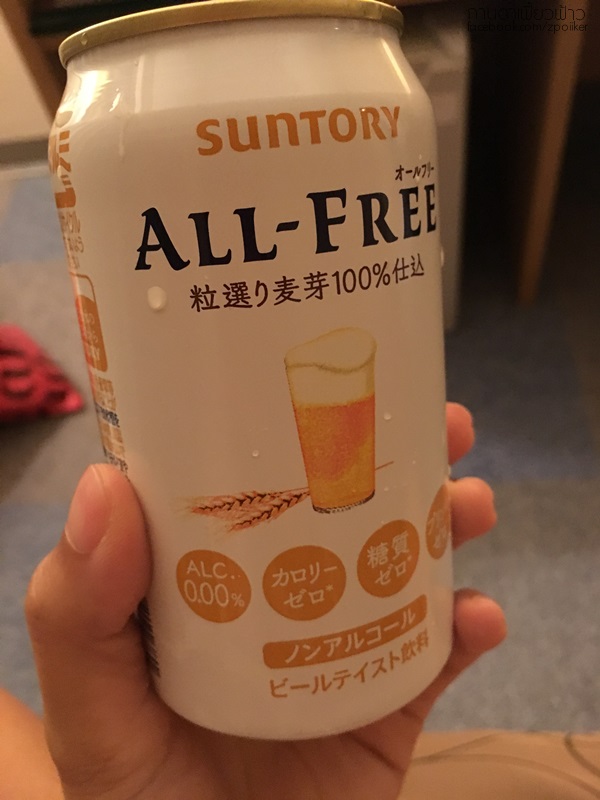 SUNTORY
オールフリー
ALL-FREE
粒選り麦芽100%仕込
ALC.
0.00%
カロリー
ゼロ*
糖質
ゼロ*
ノンアルコール
ビールテイスト飲料